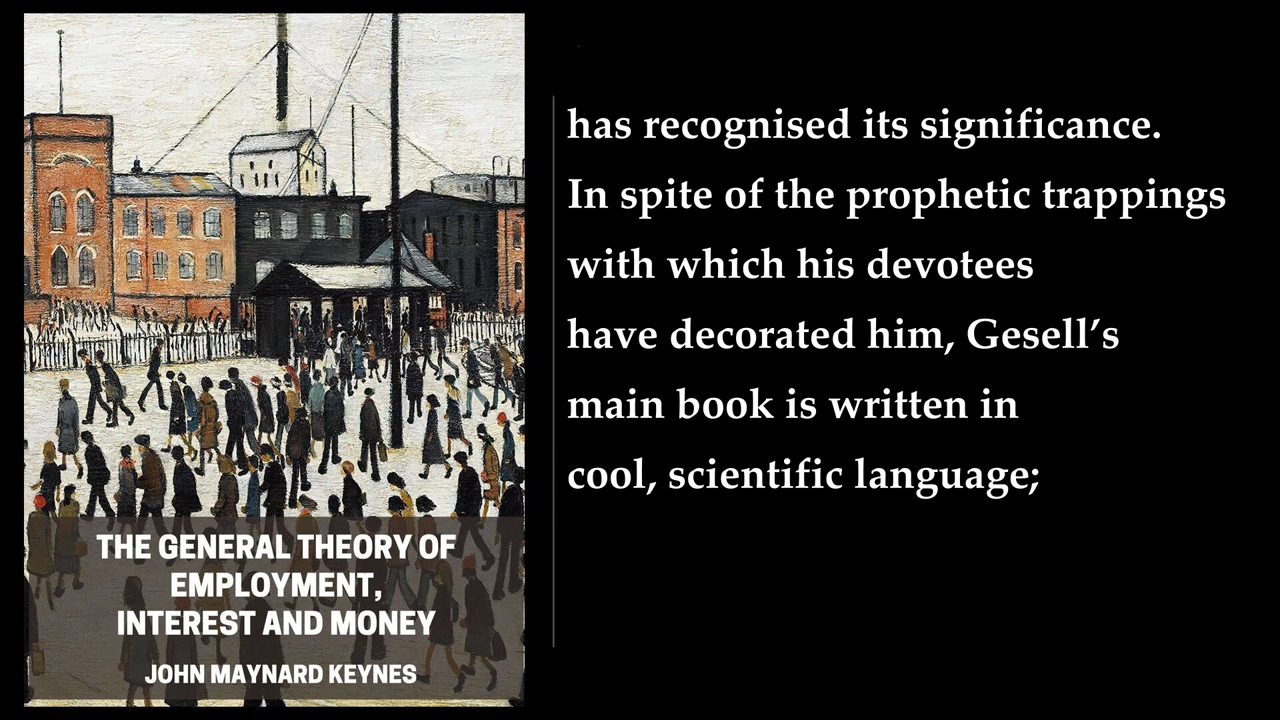 THE GENERAL THEORY OF
EMPLOYMENT,
INTEREST AND MONEY
JOHN MAYNARD KEYNES
has recognised its significance.
In spite of the prophetic trappings
with which his devotees
have decorated him, Gesell’s
main book is written in
cool, scientific language;